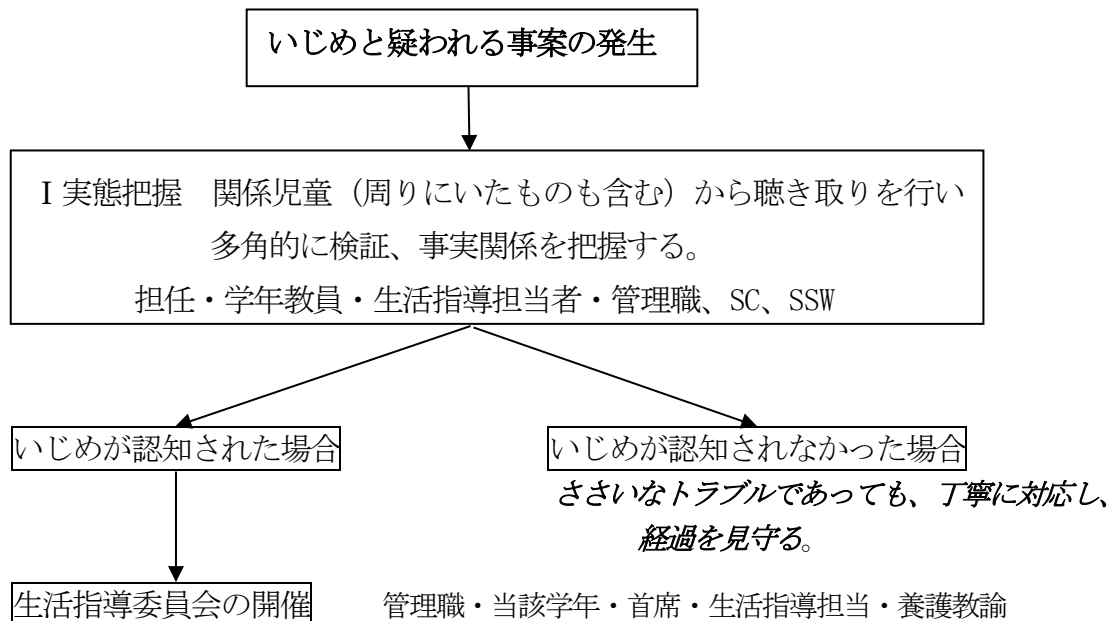 いじめと疑われる事案の発生
Ⅰ実態把握　関係児童（周りにいたものも含む）から聴き取りを行い
多角的に検証、事実関係を把握する。
担任・学年教員・生活指導担当者・管理職、SC、SSW
いじめが認知された場合
いじめが認知されなかった場合
ささいなトラブルであっても、丁寧に対応し、
経過を見守る。
生活指導委員会の開催　管理職・当該学年・首席・生活指導担当・養護教諭